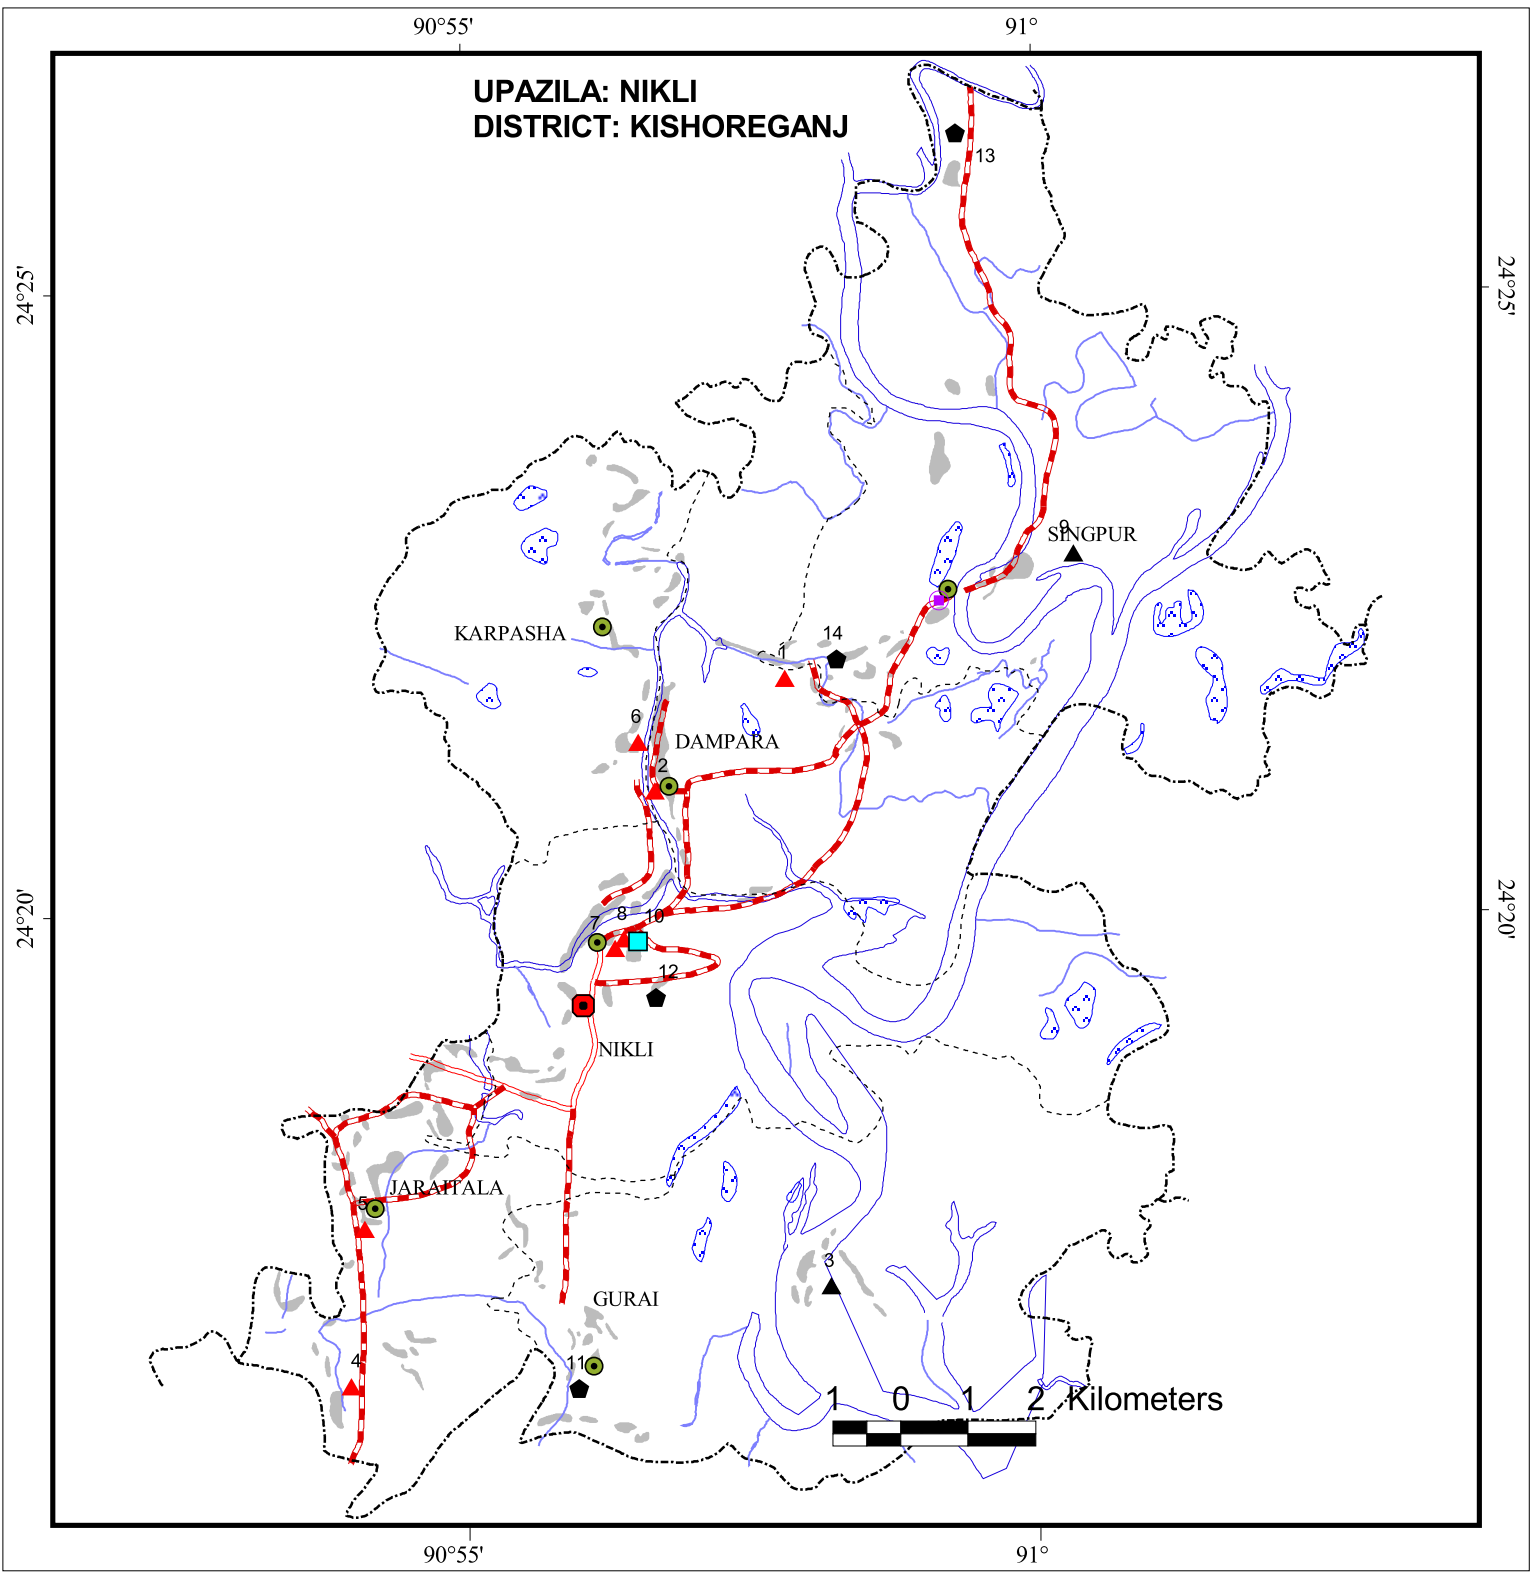 90°55'
91°
UPAZILA: NIKLI
DISTRICT: KISHOREGANJ
13
24°25'
24°25'
9
SINGPUR
KARPASHA
1
14
6
DAMPARA
2
24°20'
24°20'
7
8
10
12
NIKLI
JARAITALA
5
3
GURAI
4
11
1 0 1 2 Kilometers
90°55'
91°